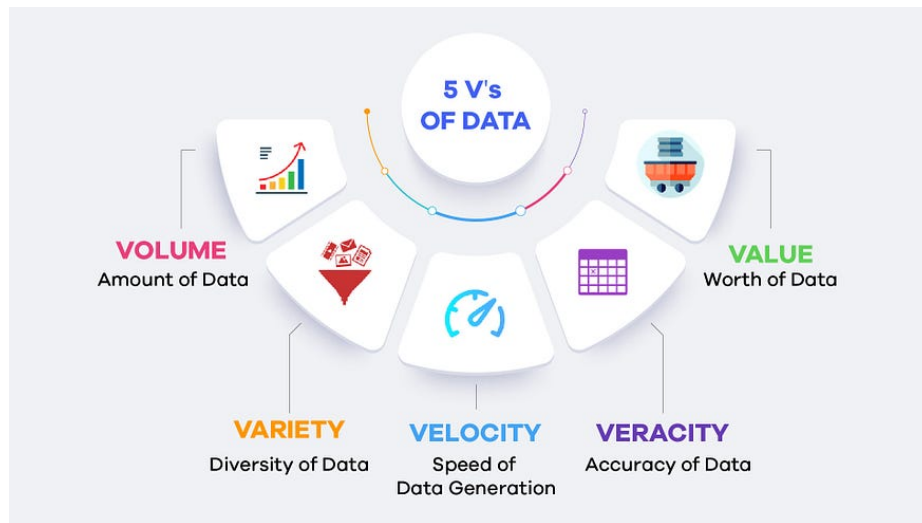 5 V's
OF DATA
VOLUME
Amount of Data
VARIETY
Diversity of Data
VELOCITY
Speed of
Data Generation
VERACITY
Accuracy of Data
VALUE
Worth of Data